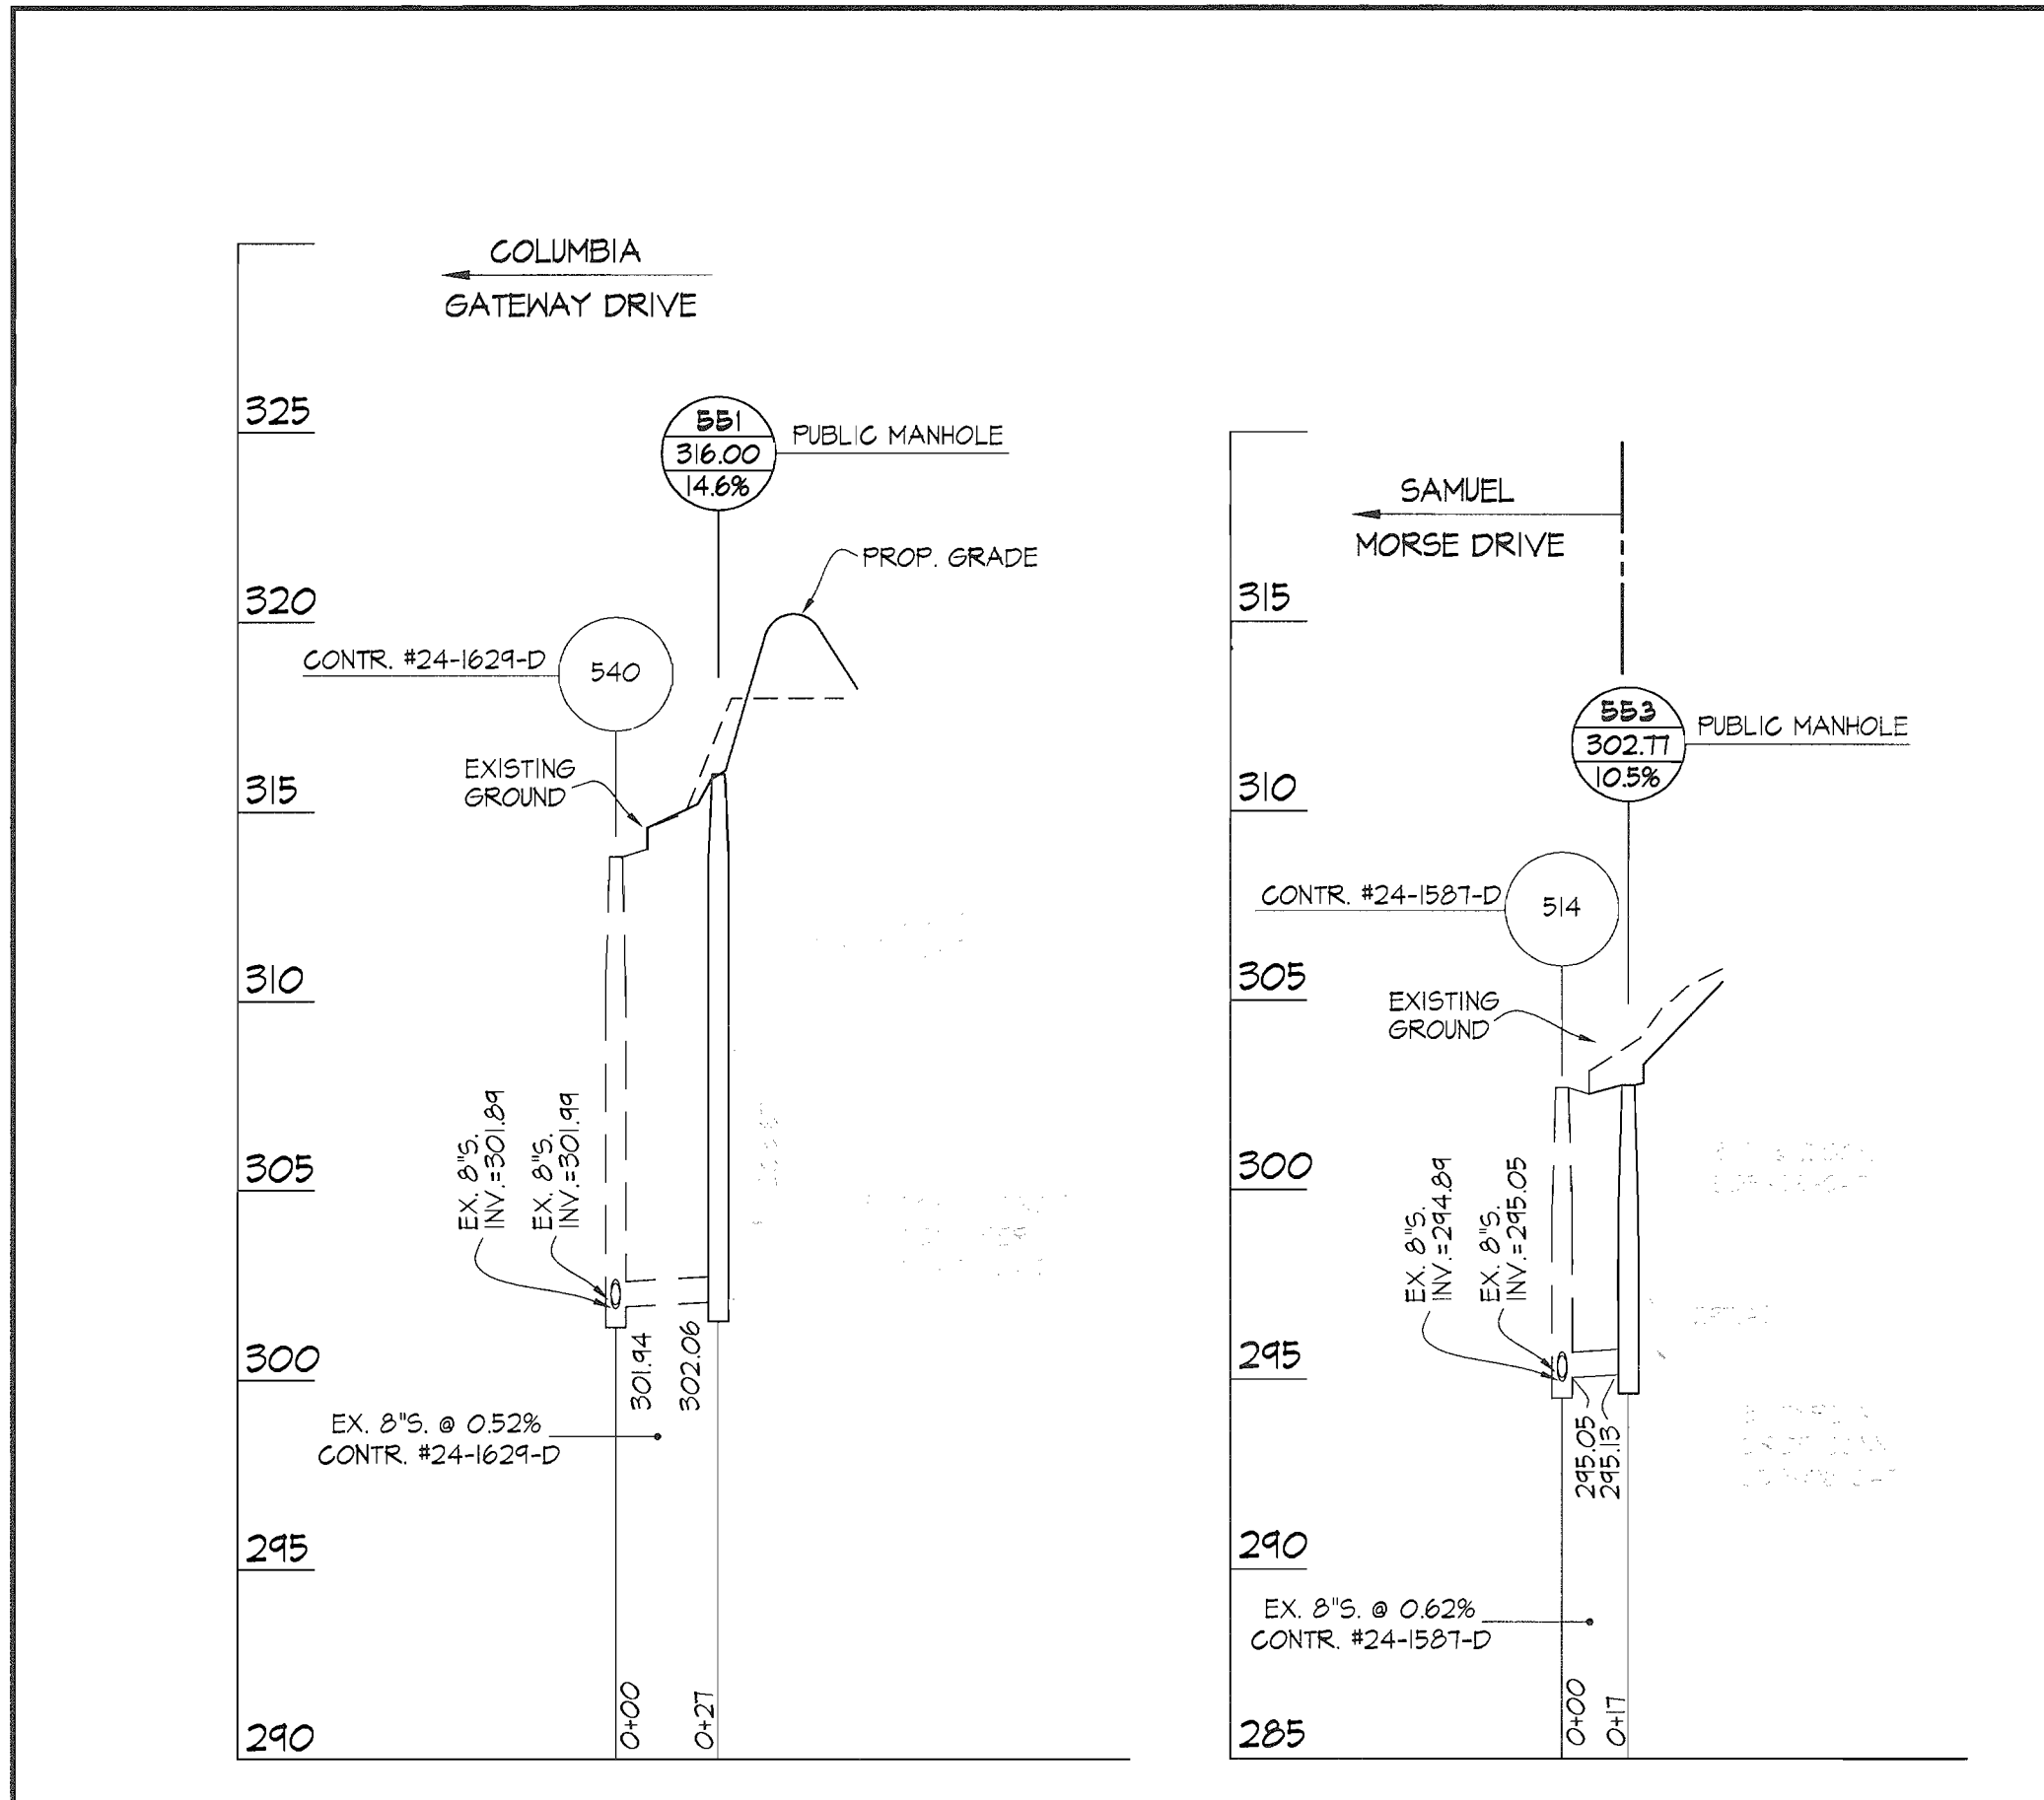 COLUMBIA
GATEWAY DRIVE
325
551
316.00
14.6%
PUBLIC MANHOLE
PROP. GRADE
320
CONTR. #24-1629-D
540
EXISTING
GROUND
315
310
EX. 8"S.
INV.=301.89
EX. 8"S.
INV.=301.99
305
300
301.94
302.06
EX. 8"S. @ 0.52%
CONTR. #24-1629-D
295
0+00
0+27
290
SAMUEL
MORSE DRIVE
315
553
302.77
10.5%
PUBLIC MANHOLE
310
CONTR. #24-1587-D
514
305
EXISTING
GROUND
300
EX. 8"S.
INV.=294.89
EX. 8"S.
INV.=295.05
295
295.05
295.13
290
EX. 8"S. @ 0.62%
CONTR. #24-1587-D
0+00
0+17
285